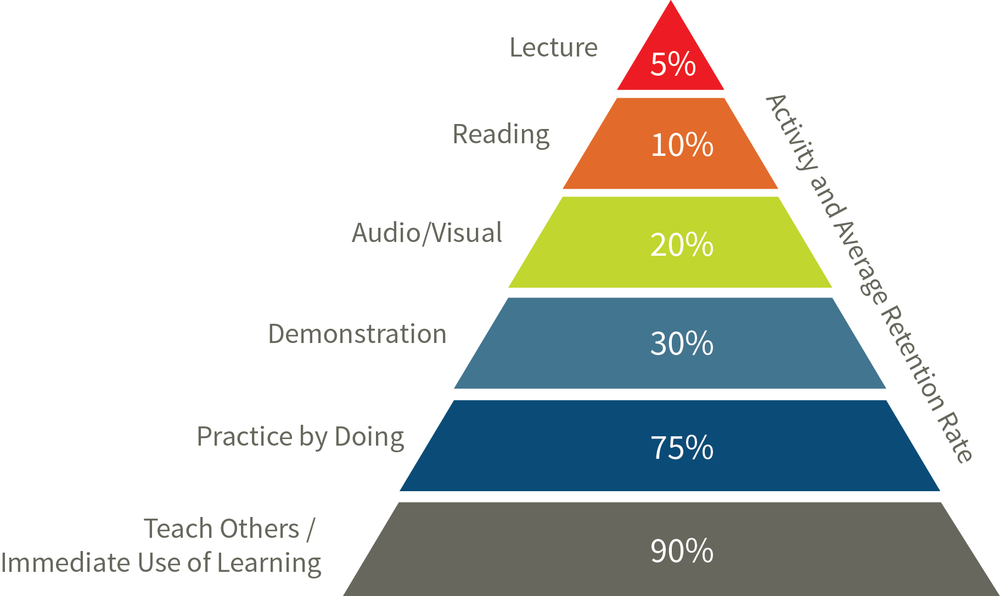 Lecture
5%
Reading
10%
Audio/Visual
20%
Demonstration
30%
Practice by Doing
75%
Teach Others /
Immediate Use of Learning
90%
Activity and Average Retention Rate